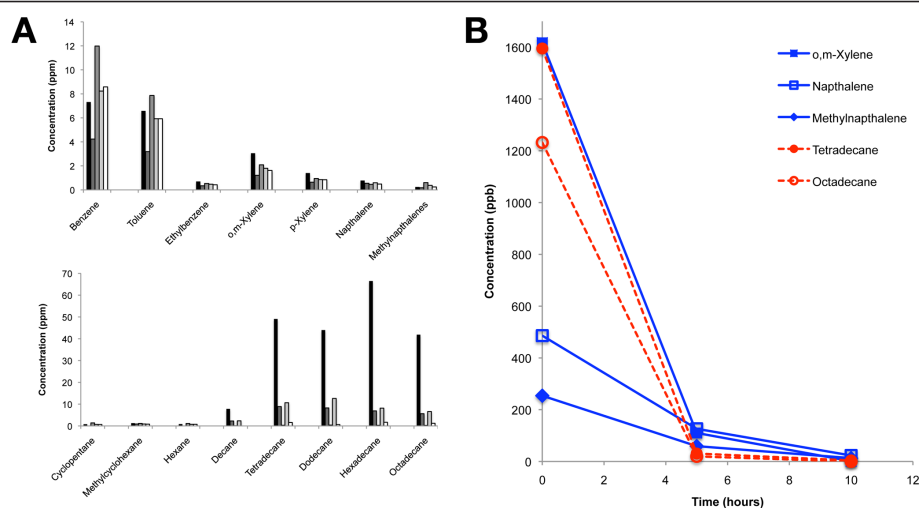 A
Concentration (ppm)
14
12
10
8
6
4
2
0
Benzene
Toluene
Ethylbenzene
o,m-Xylene
p-Xylene
Napthalene
Methylnapthalenes
Concentration (ppm)
70
60
50
40
30
20
10
0
Cyclopentane
Methylcyclohexane
Hexane
Decane
Tetradecane
Dodecane
Hexadecane
Octadecane
B
Concentration (ppb)
1600
1400
1200
1000
800
600
400
200
0
0 2 4 6 8 10 12
Time (hours)
o,m-Xylene
Napthalene
Methylnapthalene
Tetradecane
Octadecane